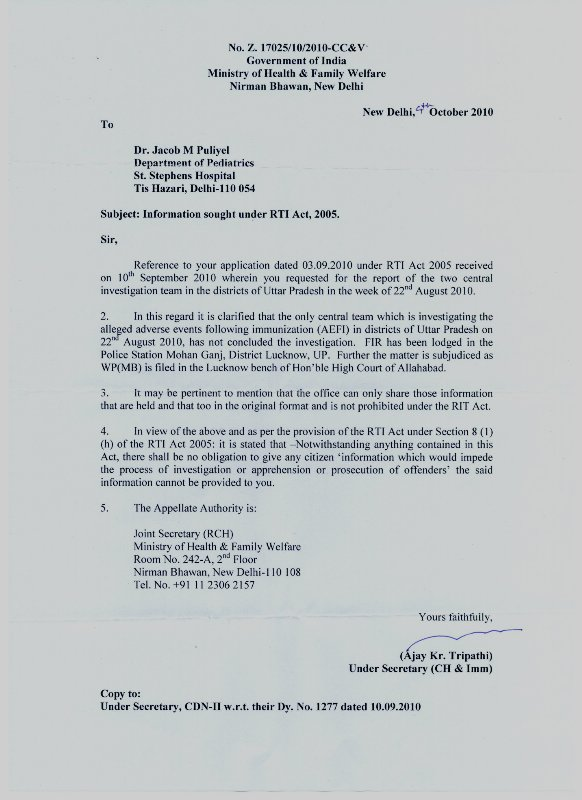 No. Z. 17025/10/2010-CC&V
Government of India
Ministry of Health & Family Welfare
Nirman Bhawan, New Delhi
New Delhi, 4th October 2010
To
Dr. Jacob M Puliyel
Department of Pediatrics
St. Stephens Hospital
Tis Hazari, Delhi-110 054
Subject: Information sought under RTI Act, 2005.
Sir,
Reference to your application dated 03.09.2010 under RTI Act 2005 received
on 10th September 2010 wherein you requested for the report of the two central
investigation team in the districts of Uttar Pradesh in the week of 22nd August 2010.
2. In this regard it is clarified that the only central team which is investigating the
alleged adverse events following immunization (AEFI) in districts of Uttar Pradesh on
22nd August 2010, has not concluded the investigation. FIR has been lodged in the
Police Station Mohan Ganj, District Lucknow, UP. Further the matter is subjudiced as
WP(MB) is filed in the Lucknow bench of Hon'ble High Court of Allahabad.
3. It may be pertinent to mention that the office can only share those information
that are held and that too in the original format and is not prohibited under the RIT Act.
4. In view of the above and as per the provision of the RTI Act under Section 8 (1)
(h) of the RTI Act 2005: it is stated that –Notwithstanding anything contained in this
Act, there shall be no obligation to give any citizen 'information which would impede
the process of investigation or apprehension or prosecution of offenders' the said
information cannot be provided to you.
5. The Appellate Authority is:
Joint Secretary (RCH)
Ministry of Health & Family Welfare
Room No. 242-A, 2nd Floor
Nirman Bhawan, New Delhi-110 108
Tel. No. +91 11 2306 2157
Yours faithfully,
(Ajay Kr. Tripathi)
Under Secretary (CH & Imm)
Copy to:
Under Secretary, CDN-II w.r.t. their Dy. No. 1277 dated 10.09.2010